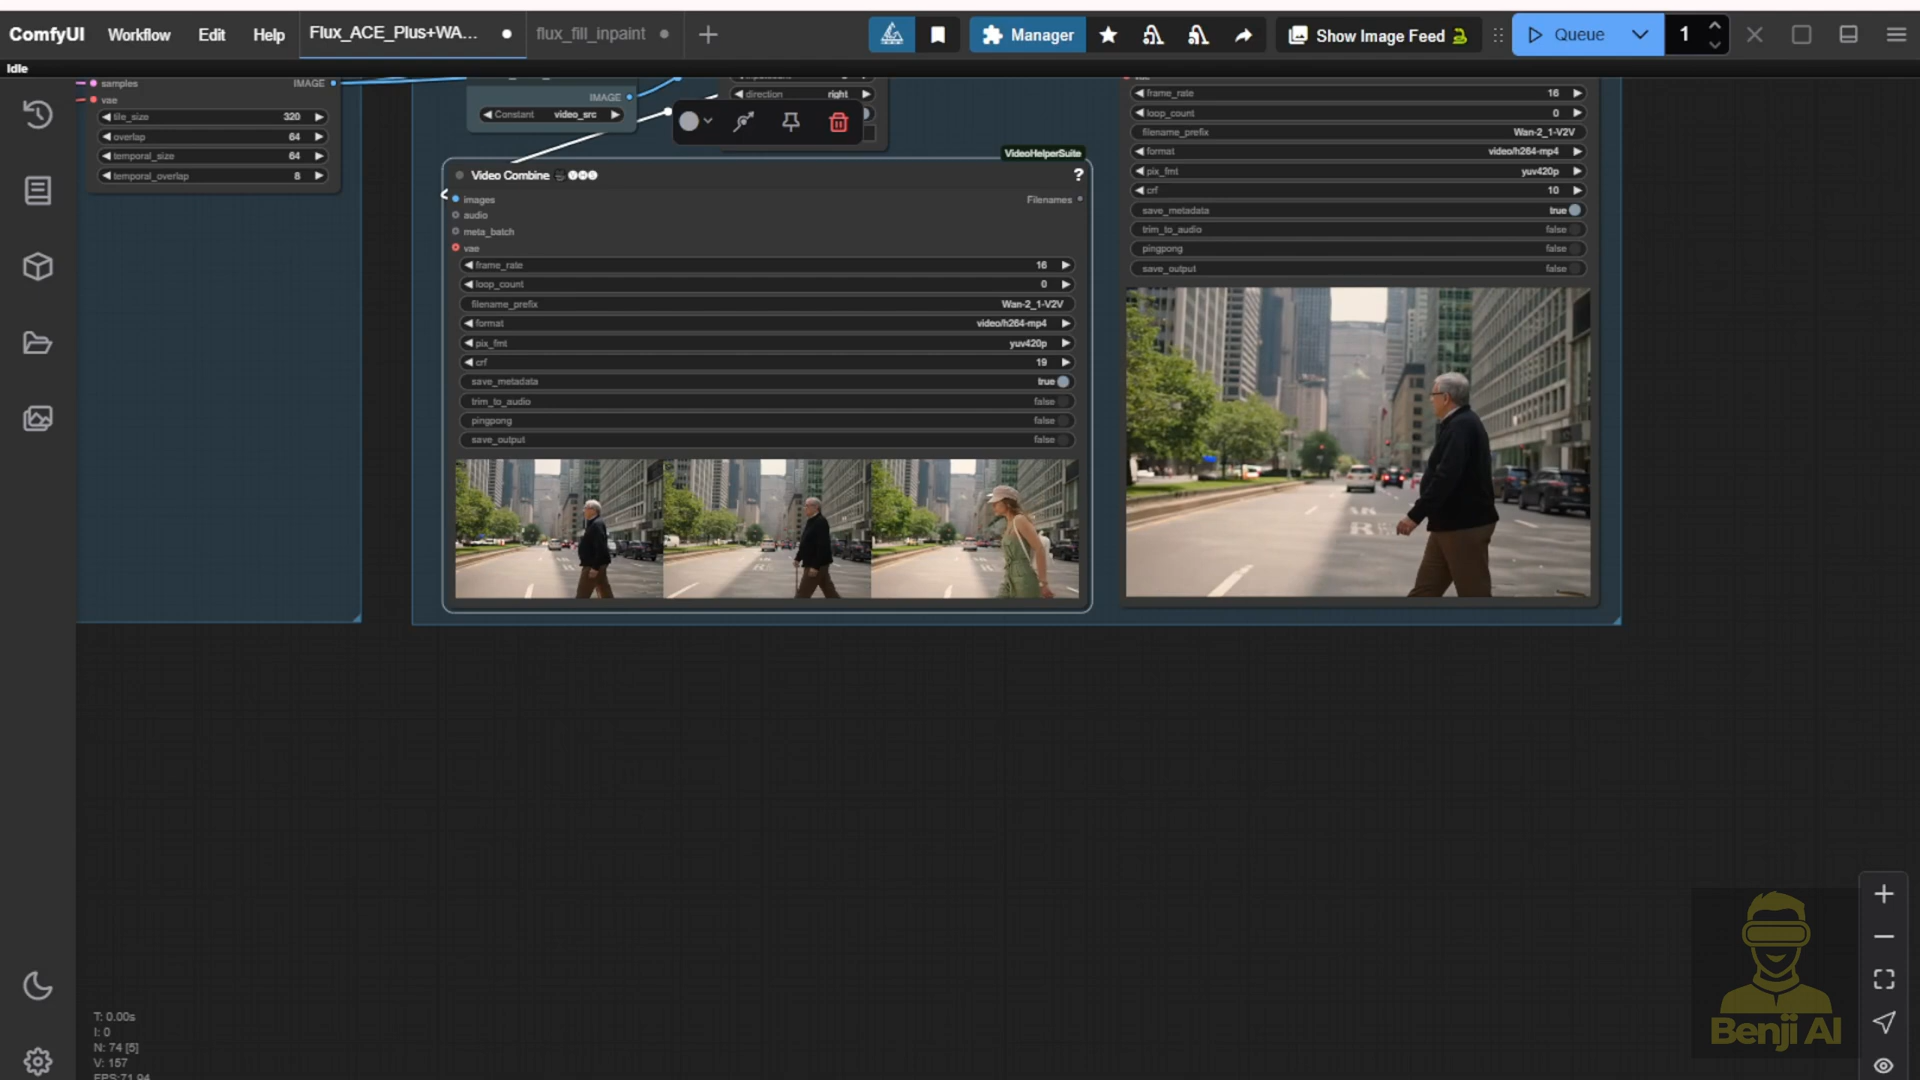 ComfyUI Workflow Edit Help Flux_ACE_Plus+WA... flux_fill_inpaint Manager Show Image Feed Queue 1
Idle
samples IMAGE
vae
tile_size 320
overlap 64
temporal_size 64
temporal_overlap 8
IMAGE
Constant video_src
direction right
VideoHelperSuite
Video Combine ?
images Filenames
audio
meta_batch
vae
frame_rate 16
loop_count 0
filename_prefix Wan-2_1-V2V
format video/h264-mp4
pix_fmt yuv420p
crf 19
save_metadata true
trim_to_audio false
pingpong false
save_output false
frame_rate 16
loop_count 0
filename_prefix Wan-2_1-V2V
format video/h264-mp4
pix_fmt yuv420p
crf 10
save_metadata true
trim_to_audio false
pingpong false
save_output false
T: 0.00s
I: 0
N: 74 [5]
V: 157
FPS:71.94
Benji AI